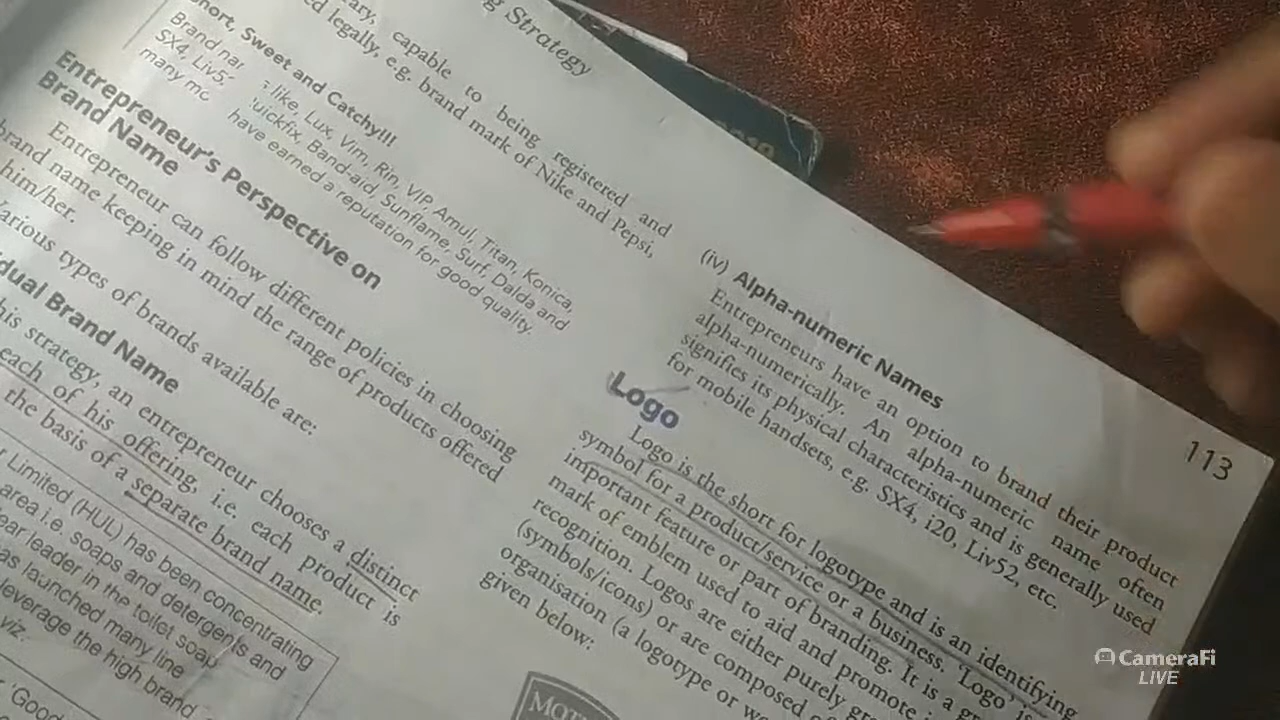 g Strategy
113
ary, capable to being registered and
ed legally, e.g. brand mark of Nike and Pepsi,
hort, Sweet and Catchy!!!
Brand nar like, Lux, Vim, Rin, VIP Amul, Titan, Konica,
SX4, Liv52 uickfix, Band-aid, Sunflame, Surf, Dalda and
many mo have earned a reputation for good quality.
Entrepreneur's Perspective on
Brand Name
Entrepreneur can follow different policies in choosing
brand name keeping in mind the range of products offered
him/her.
Various types of brands available are:
dual Brand Name
his strategy, an entrepreneur chooses a distinct
each of his offering, i.e. each product is
the basis of a separate brand name.
r Limited (HUL) has been concentrating
area i.e. soaps and detergents and
ear leader in the toilet soap
as launched many line
leverage the high brand
viz.
Good
(iv) Alpha-numeric Names
Entrepreneurs have an option to brand their product
alpha-numerically. An alpha-numeric name often
signifies its physical characteristics and is generally used
for mobile handsets, e.g. SX4, i20, Liv52, etc.
Logo
Logo is the short for logotype and is an identifying
symbol for a product/service or a business. 'Logo' is
important feature or part of branding. It is a gr
mark of emblem used to aid and promote
recognition. Logos are either purely gr
(symbols/icons) or are composed of
organisation (a logotype or wo
given below:
MOT
CameraFi
LIVE